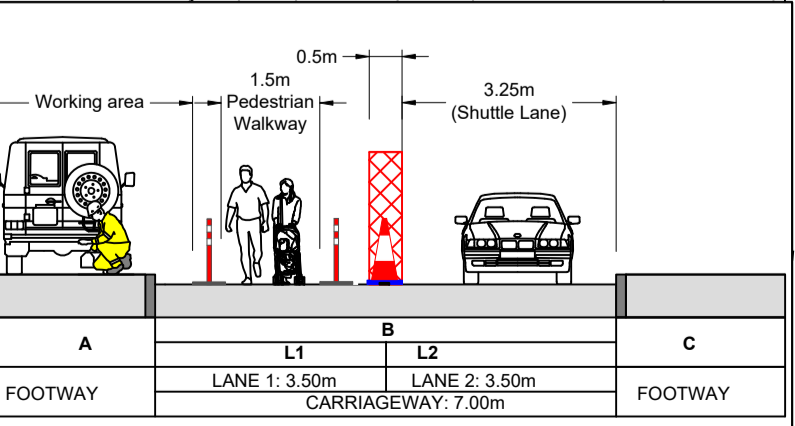 0.5m
1.5m
Pedestrian
Walkway
Working area
3.25m
(Shuttle Lane)
A
B
C
L1
L2
FOOTWAY
LANE 1: 3.50m
LANE 2: 3.50m
FOOTWAY
CARRIAGEWAY: 7.00m